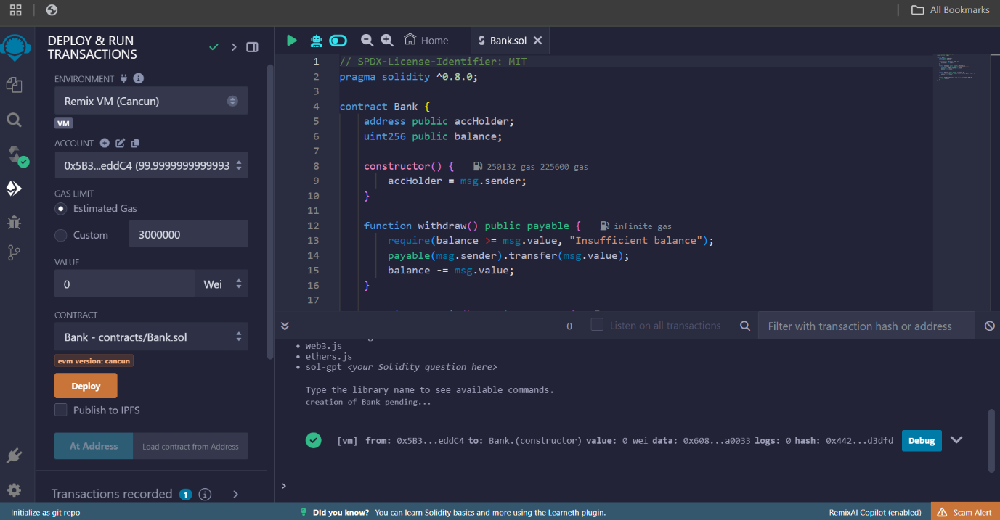 All Bookmarks
DEPLOY & RUN
TRANSACTIONS
ENVIRONMENT
Remix VM (Cancun)
VM
ACCOUNT
0x5B3...eddC4 (99.9999999999993
GAS LIMIT
Estimated Gas
Custom
3000000
VALUE
0
Wei
CONTRACT
Bank - contracts/Bank.sol
evm version: cancun
Deploy
Publish to IPFS
At Address
Load contract from Address
Transactions recorded 1
Home
Bank.sol
1 // SPDX-License-Identifier: MIT
2 pragma solidity ^0.8.0;
3
4 contract Bank {
5 address public accHolder;
6 uint256 public balance;
7
8 constructor() { 250132 gas 225600 gas
9 accHolder = msg.sender;
10 }
11
12 function withdraw() public payable { infinite gas
13 require(balance >= msg.value, "Insufficient balance");
14 payable(msg.sender).transfer(msg.value);
15 balance -= msg.value;
16 }
17
0
Listen on all transactions
Filter with transaction hash or address
web3.js
ethers.js
sol-gpt <your Solidity question here>
Type the library name to see available commands.
creation of Bank pending...
[vm] from: 0x5B3...eddC4 to: Bank.(constructor) value: 0 wei data: 0x608...a0033 logs: 0 hash: 0x442...d3dfd
Debug
>
Initialize as git repo
Did you know? You can learn Solidity basics and more using the Learneth plugin.
RemixAI Copilot (enabled)
Scam Alert